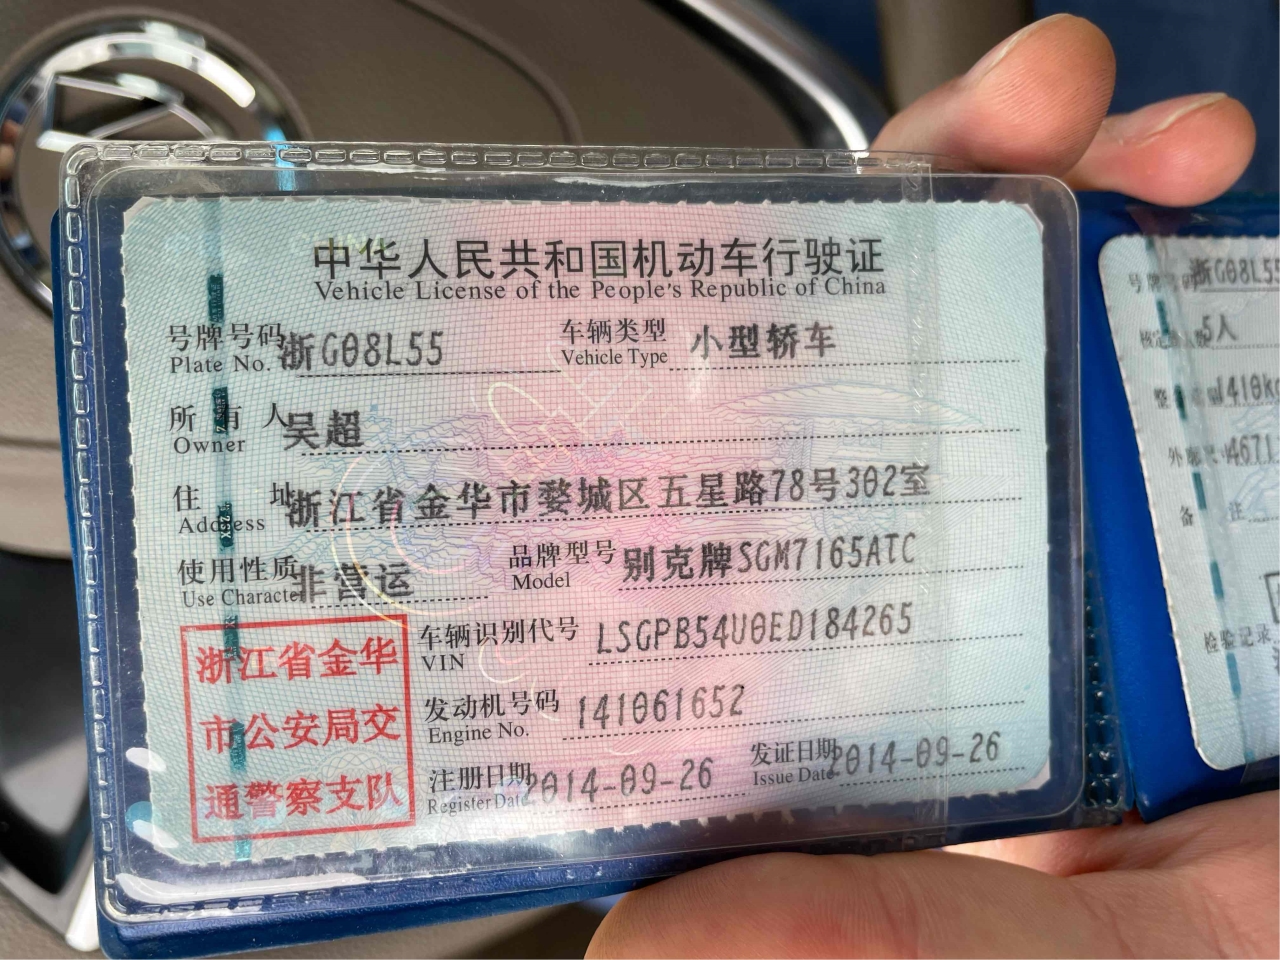 中华人民共和国机动车行驶证
Vehicle License of the People's Republic of China
号牌号码 浙G08L55 车辆类型 小型轿车
Plate No. Vehicle Type
所有人 吴超
Owner
住址 浙江省金华市婺城区五星路78号302室
Address
使用性质 非营运 品牌型号 别克牌SGM7165ATC
Use Character Model
车辆识别代号 LSGPB54U0ED184265
VIN
发动机号码 141061652
Engine No.
注册日期 2014-09-26 发证日期 2014-09-26
Register Date Issue Date
浙江省金华
市公安局交
通警察支队
号牌号码 浙G08L55
5人
1410kg
4671
备注
检验记录